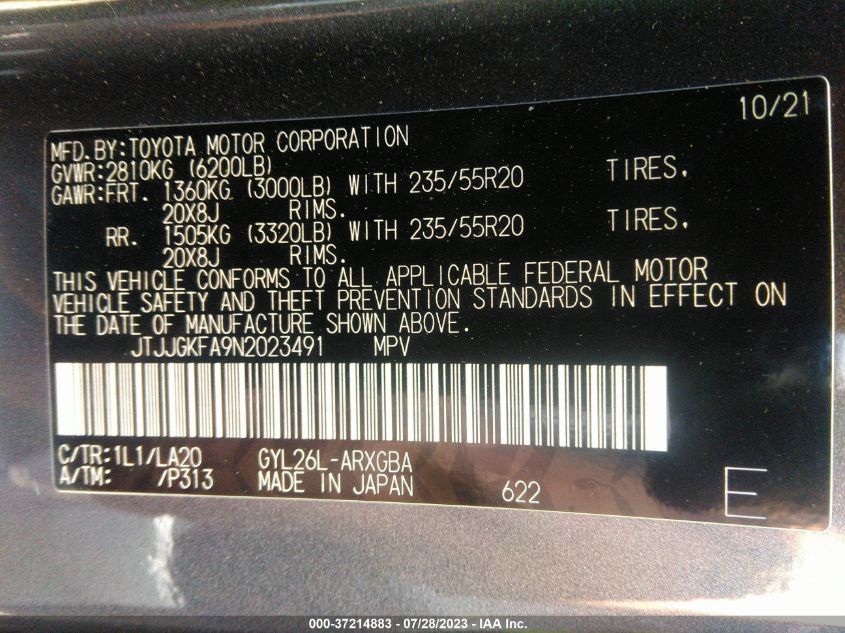 10/21
MFD.BY:TOYOTA MOTOR CORPORATION
GVWR:2810KG (6200LB)
GAWR:FRT. 1360KG (3000LB) WITH 235/55R20 TIRES.
20X8J RIMS.
RR. 1505KG (3320LB) WITH 235/55R20 TIRES.
20X8J RIMS.
THIS VEHICLE CONFORMS TO ALL APPLICABLE FEDERAL MOTOR
VEHICLE SAFETY AND THEFT PREVENTION STANDARDS IN EFFECT ON
THE DATE OF MANUFACTURE SHOWN ABOVE.
JTJJGKFA9N2023491 MPV
C/TR:1L1/LA20 GYL26L-ARXGBA
A/TM: /P313 MADE IN JAPAN 622 E
000-37214883 / 07/28/2023 / IAA Inc.